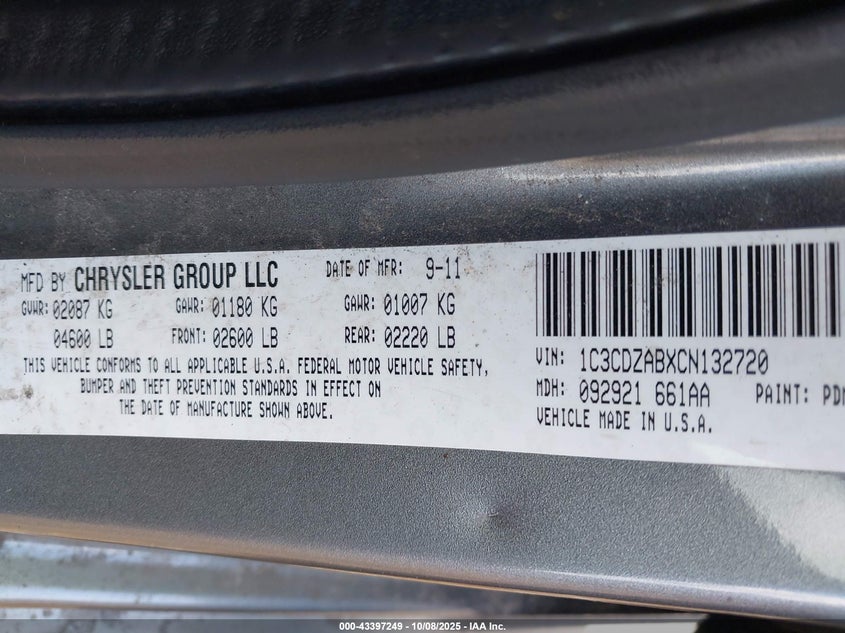 MFD BY CHRYSLER GROUP LLC DATE OF MFR: 9-11
GVWR: 02087 KG GAWR: 01180 KG GAWR: 01007 KG
04600 LB FRONT: 02600 LB REAR: 02220 LB
THIS VEHICLE CONFORMS TO ALL APPLICABLE U.S.A. FEDERAL MOTOR VEHICLE SAFETY,
BUMPER AND THEFT PREVENTION STANDARDS IN EFFECT ON
THE DATE OF MANUFACTURE SHOWN ABOVE.
VIN: 1C3CDZABXCN132720
MDH: 092921 661AA PAINT: PDM
VEHICLE MADE IN U.S.A.
000-43397249 - 10/08/2025 - IAA Inc.